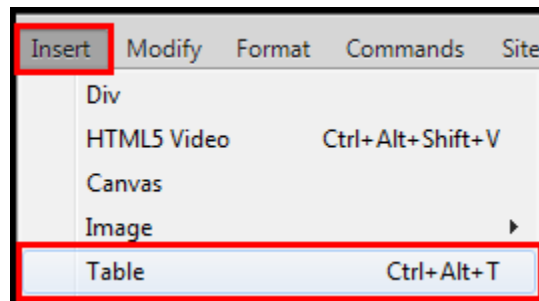 Insert Modify Format Commands Site
Div
HTML5 Video Ctrl+Alt+Shift+V
Canvas
Image
Table Ctrl+Alt+T